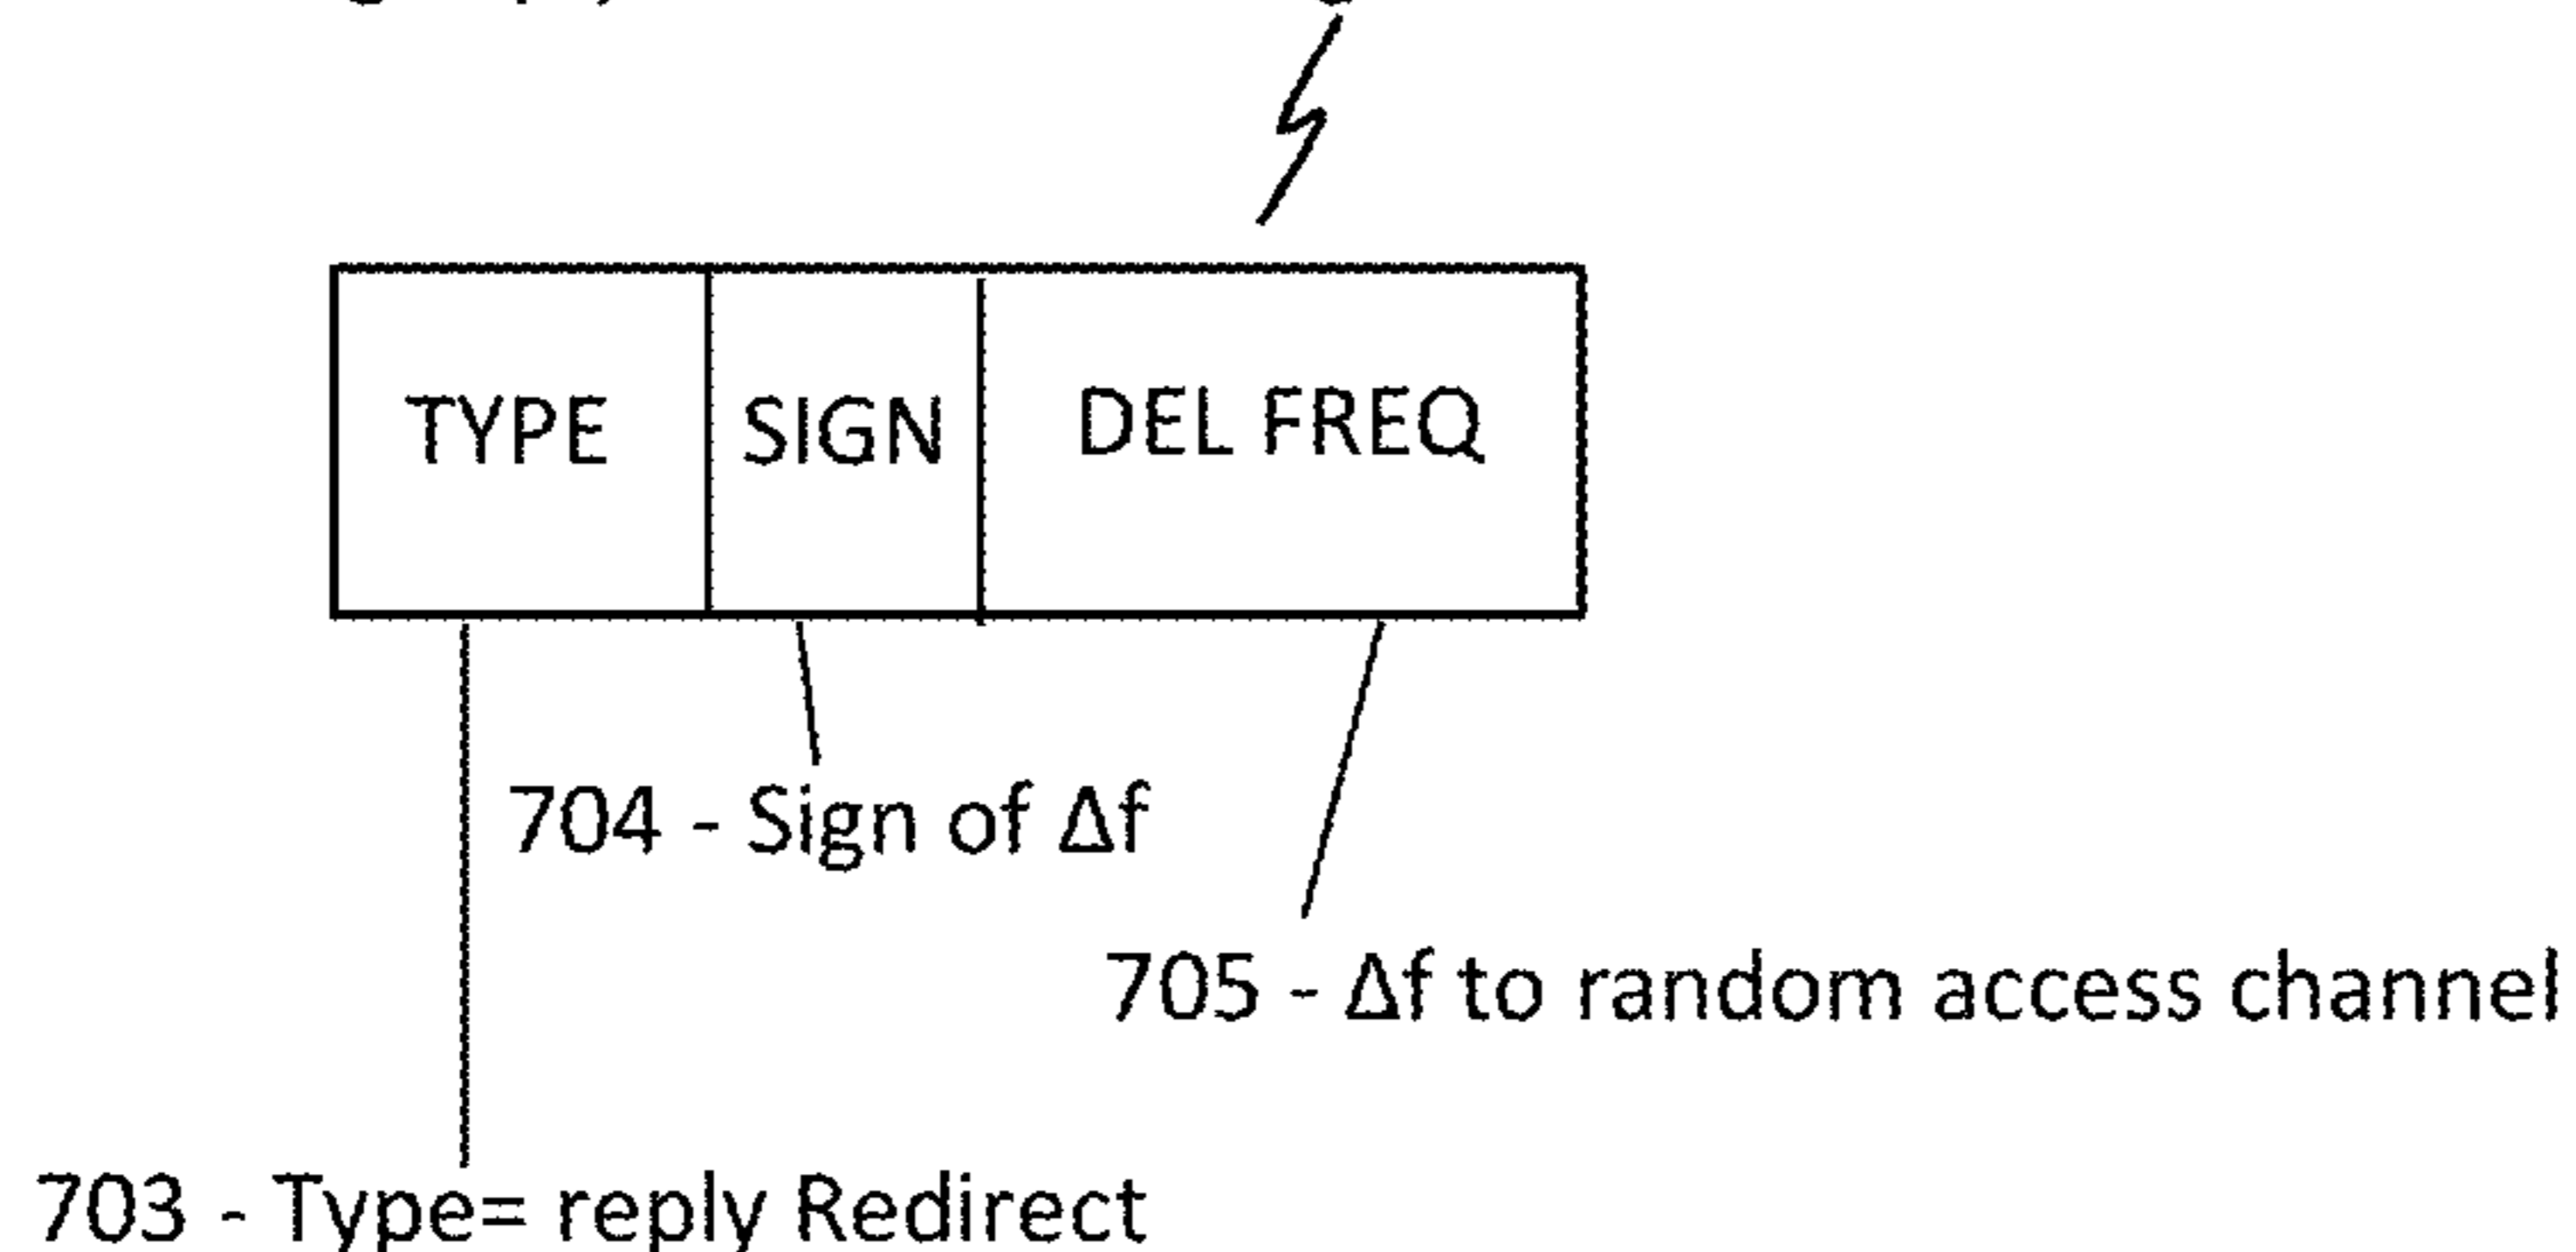 TYPE SIGN DEL FREQ
704 - Sign of Δf
705 - Δf to random access channel
703 - Type= reply Redirect